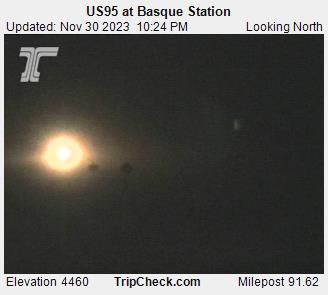 US95 at Basque Station
Updated: Nov 30 2023 10:24 PM Looking North
Elevation 4460 TripCheck.com Milepost 91.62